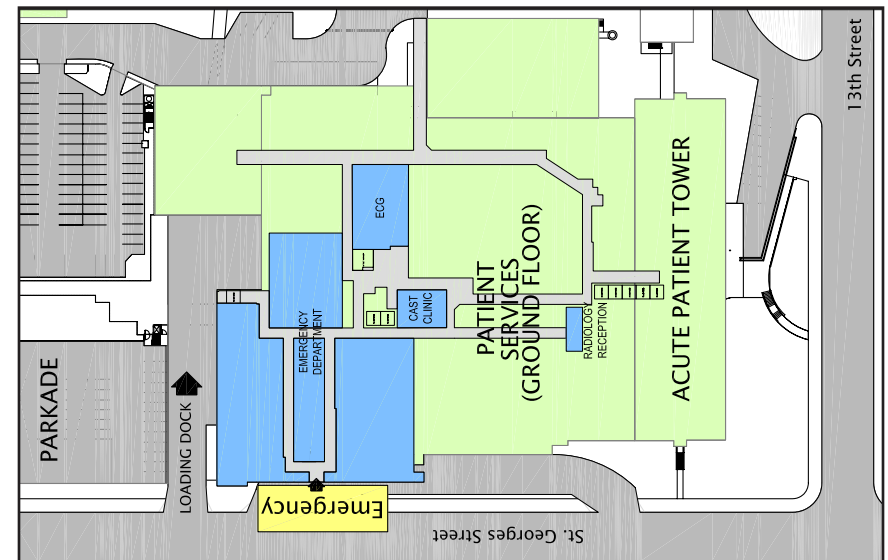 13th Street
ACUTE PATIENT TOWER
ECG
PATIENT
SERVICES
(GROUND FLOOR)
CAST
CLINIC
EMERGENCY
DEPARTMENT
RADIOLOGY
RECEPTION
PARKADE
LOADING DOCK
Emergency
St. Georges Street